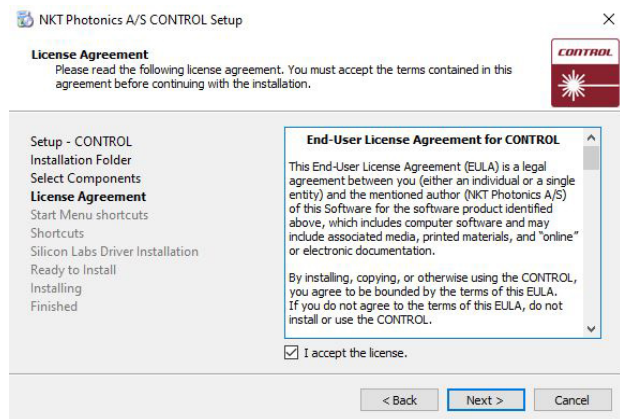 NKT Photonics A/S CONTROL Setup
License Agreement
Please read the following license agreement. You must accept the terms contained in this
agreement before continuing with the installation.
CONTROL
Setup - CONTROL
Installation Folder
Select Components
License Agreement
Start Menu shortcuts
Shortcuts
Silicon Labs Driver Installation
Ready to Install
Installing
Finished
End-User License Agreement for CONTROL
This End-User License Agreement (EULA) is a legal
agreement between you (either an individual or a single
entity) and the mentioned author (NKT Photonics A/S)
of this Software for the software product identified
above, which includes computer software and may
include associated media, printed materials, and “online”
or electronic documentation.
By installing, copying, or otherwise using the CONTROL,
you agree to be bounded by the terms of this EULA.
If you do not agree to the terms of this EULA, do not
install or use the CONTROL.
I accept the license.
< Back
Next >
Cancel